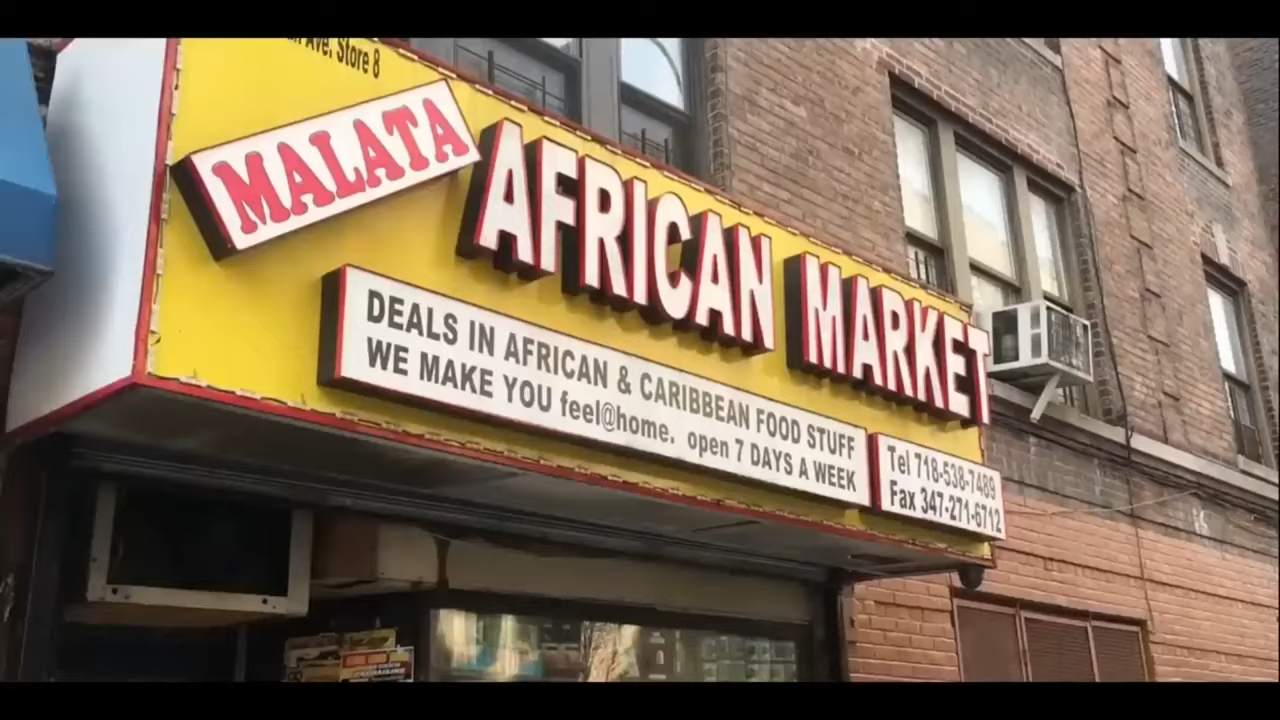 Ave. Store 8
MALATA
AFRICAN MARKET
DEALS IN AFRICAN & CARIBBEAN FOOD STUFF
WE MAKE YOU feel@home. open 7 DAYS A WEEK
Tel 718-538-7489
Fax 347-271-6712